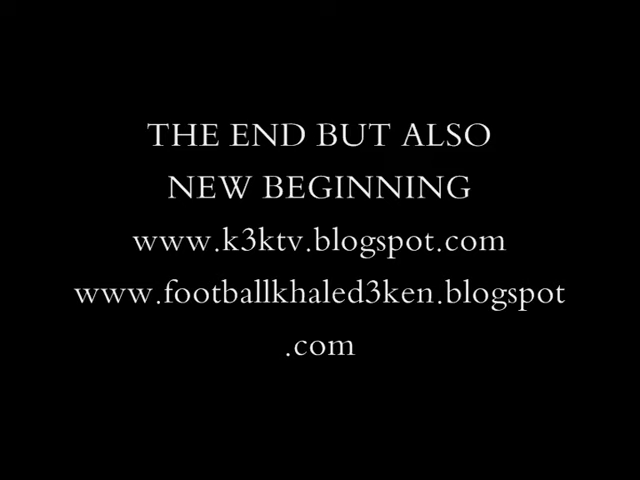 THE END BUT ALSO
NEW BEGINNING
www.k3ktv.blogspot.com
www.footballkhaled3ken.blogspot
.com